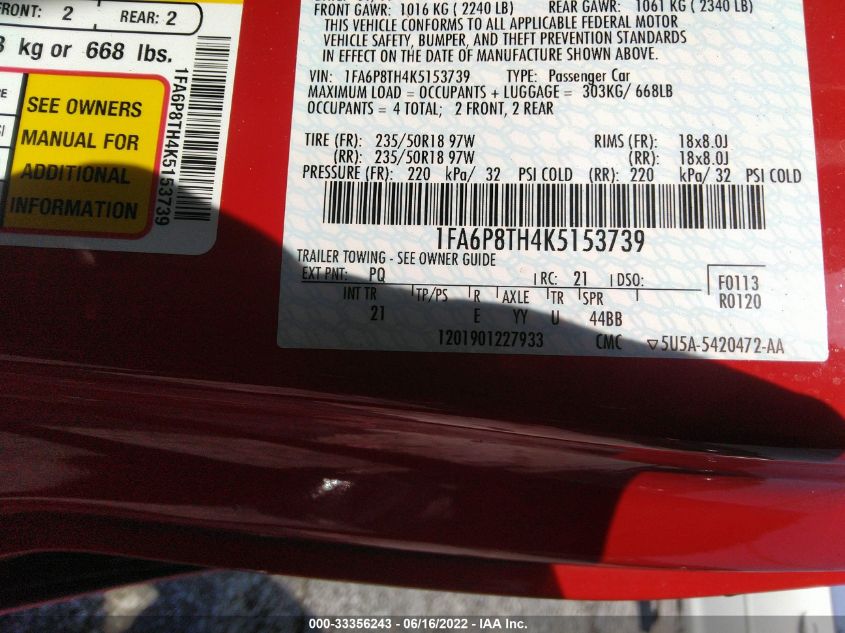 FRONT: 2 REAR: 2
kg or 668 lbs.
SEE OWNERS
MANUAL FOR
ADDITIONAL
INFORMATION
1FA6P8TH4K5153739
FRONT GAWR: 1016 KG ( 2240 LB) REAR GAWR: 1061 KG ( 2340 LB)
THIS VEHICLE CONFORMS TO ALL APPLICABLE FEDERAL MOTOR
VEHICLE SAFETY, BUMPER, AND THEFT PREVENTION STANDARDS
IN EFFECT ON THE DATE OF MANUFACTURE SHOWN ABOVE.
VIN: 1FA6P8TH4K5153739 TYPE: Passenger Car
MAXIMUM LOAD = OCCUPANTS + LUGGAGE = 303KG/ 668LB
OCCUPANTS = 4 TOTAL; 2 FRONT, 2 REAR
TIRE (FR): 235/50R18 97W RIMS (FR): 18x8.0J
(RR): 235/50R18 97W (RR): 18x8.0J
PRESSURE (FR): 220 kPa/ 32 PSI COLD (RR): 220 kPa/ 32 PSI COLD
1FA6P8TH4K5153739
TRAILER TOWING - SEE OWNER GUIDE
EXT PNT: PQ RC: 21 DSO: F0113
R0120
INT TR TP/PS R AXLE TR SPR
21 E YY U 44BB
1201901227933 CMC ▽5U5A-5420472-AA
000-33356243 - 06/16/2022 - IAA Inc.